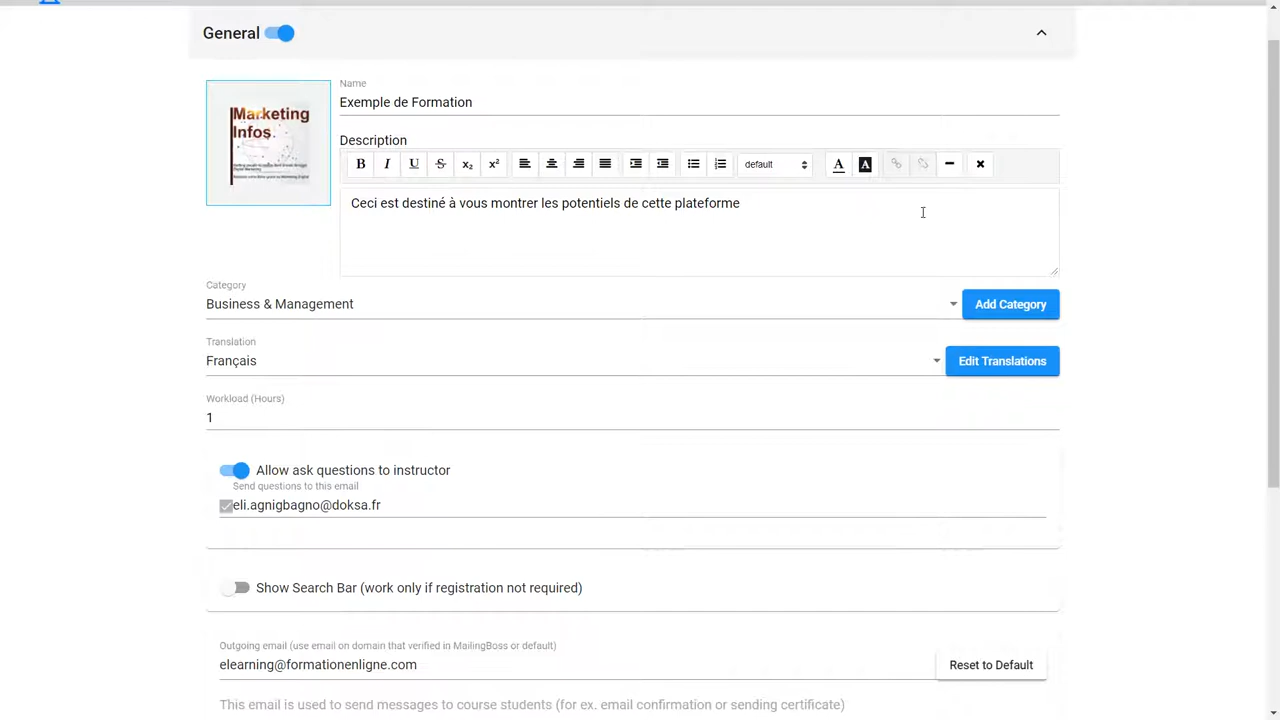 General
Marketing
Infos
Name
Exemple de Formation
Description
B I U S x₂ x² default A A
Ceci est destiné à vous montrer les potentiels de cette plateforme
Category
Business & Management
Add Category
Translation
Français
Edit Translations
Workload (Hours)
1
Allow ask questions to instructor
Send questions to this email
eli.agnigbagno@doksa.fr
Show Search Bar (work only if registration not required)
Outgoing email (use email on domain that verified in MailingBoss or default)
elearning@formationenligne.com
Reset to Default
This email is used to send messages to course students (for ex. email confirmation or sending certificate)